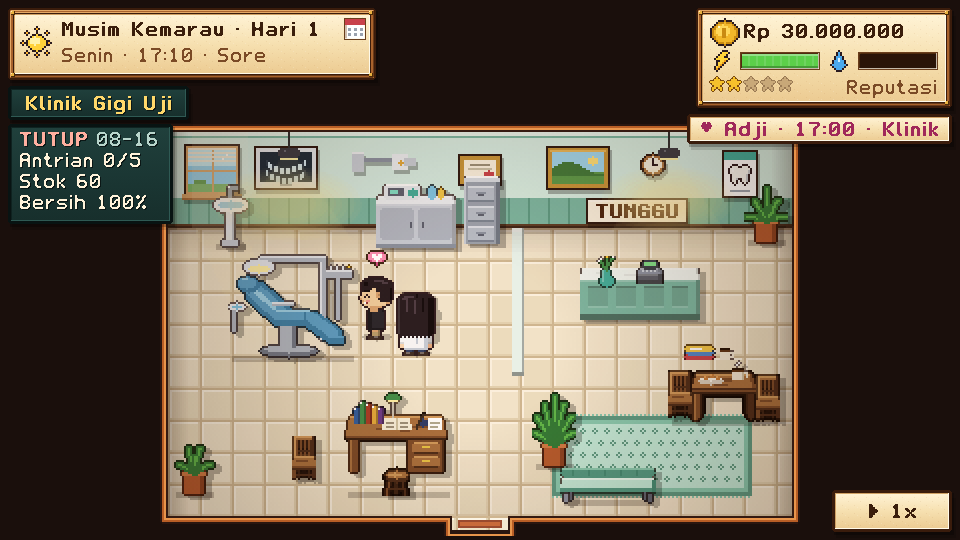 Musim Kemarau · Hari 1
Senin · 17:10 · Sore
Rp 30.000.000
Reputasi
Klinik Gigi Uji
TUTUP 08-16
Antrian 0/5
Stok 60
Bersih 100%
Adji · 17:00 · Klinik
TUNGGU
1x